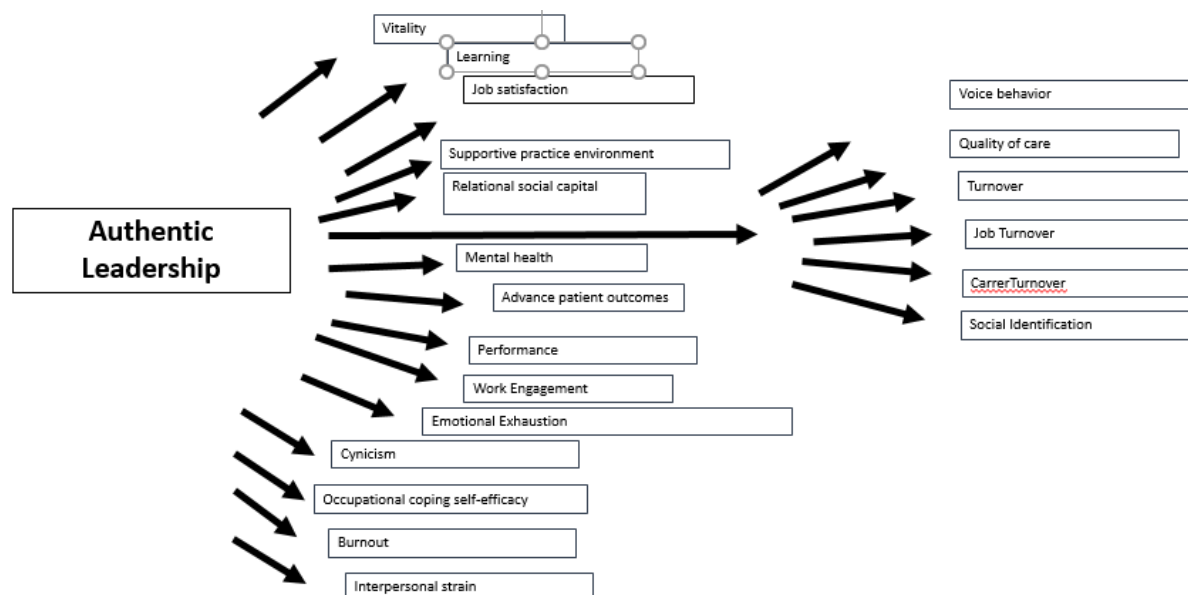 Vitality
Learning
Job satisfaction
Supportive practice environment
Relational social capital
Authentic
Leadership
Mental health
Advance patient outcomes
Performance
Work Engagement
Emotional Exhaustion
Cynicism
Occupational coping self-efficacy
Burnout
Interpersonal strain
Voice behavior
Quality of care
Turnover
Job Turnover
CarrerTurnover
Social Identification